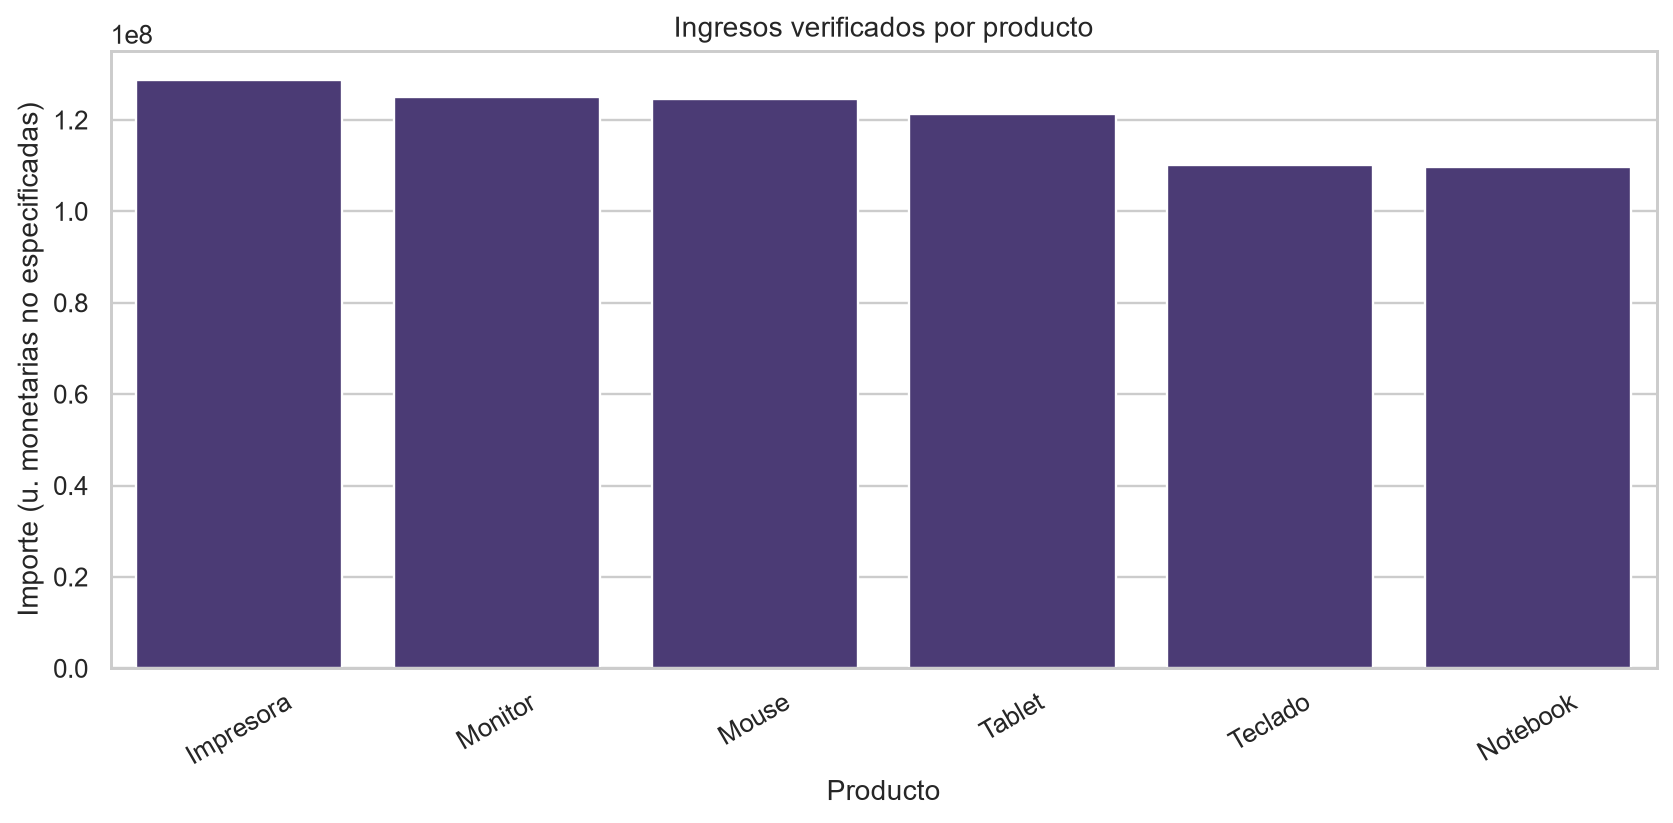 Ingresos verificados por producto
1e8
Importe (u. monetarias no especificadas)
1.2
1.0
0.8
0.6
0.4
0.2
0.0
Impresora
Monitor
Mouse
Tablet
Teclado
Notebook
Producto